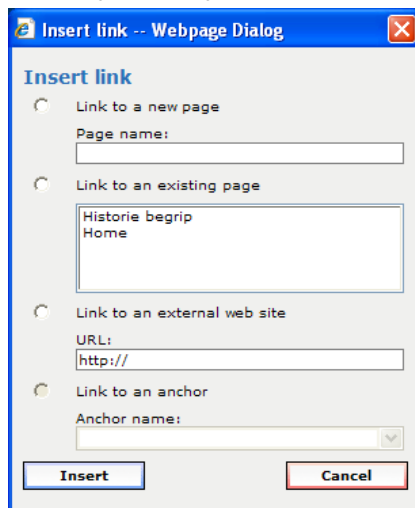 Insert link -- Webpage Dialog
Insert link
Link to a new page
Page name:
Link to an existing page
Historie begrip
Home
Link to an external web site
URL:
http://
Link to an anchor
Anchor name:
Insert Cancel